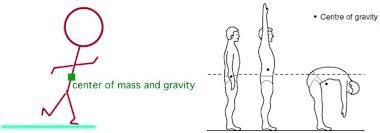 center of mass and gravity
• Centre of gravity